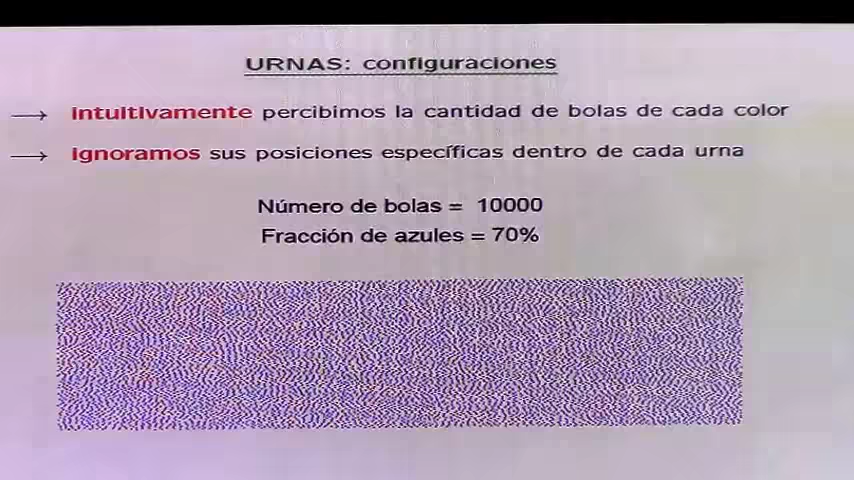 URNAS: configuraciones
→ intuitivamente percibimos la cantidad de bolas de cada color
→ ignoramos sus posiciones específicas dentro de cada urna
Número de bolas = 10000
Fracción de azules = 70%